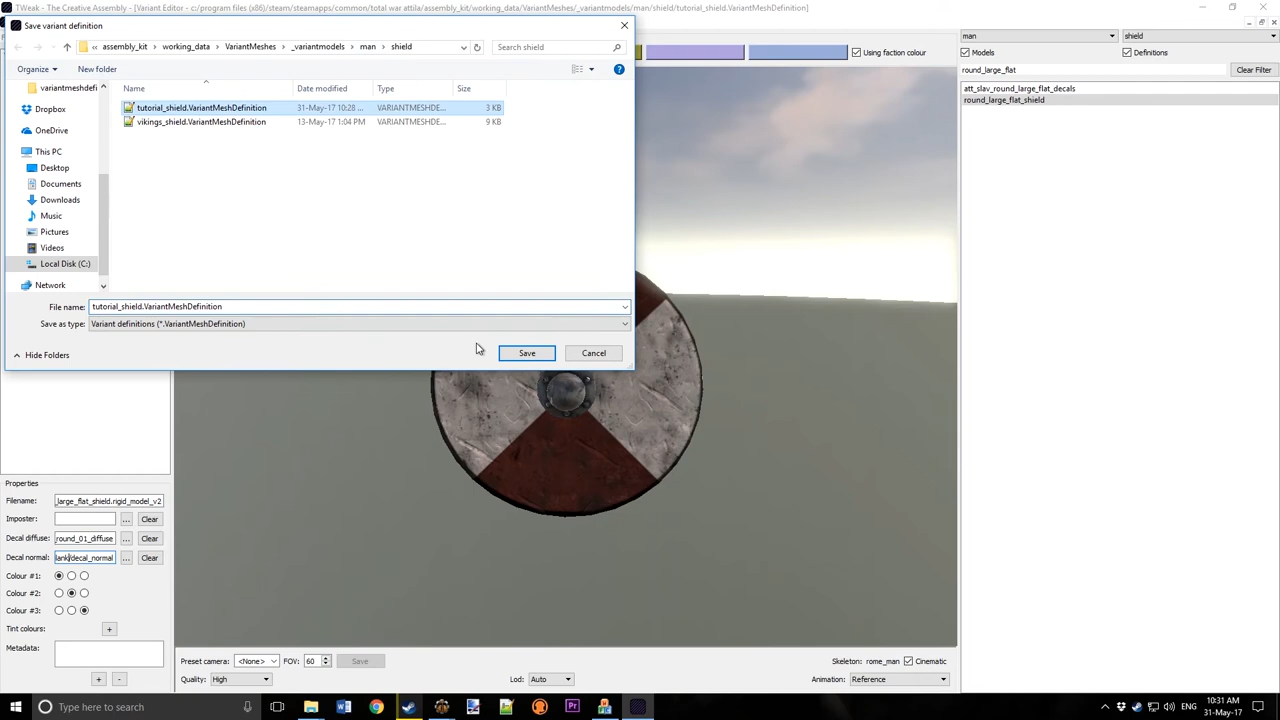 TWeak - The Creative Assembly - [Variant Editor - c:/program files (x86)/steam/steamapps/common/total war attila/assembly_kit/working_data/VariantMeshes/_variantmodels/man/shield/tutorial_shield.VariantMeshDefinition]
Save variant definition
« assembly_kit > working_data > VariantMeshes > _variantmodels > man > shield
Search shield
Organize
New folder
Name
Date modified
Type
Size
variantmeshdefi
Dropbox
OneDrive
This PC
Desktop
Documents
Downloads
Music
Pictures
Videos
Local Disk (C:)
Network
tutorial_shield.VariantMeshDefinition
31-May-17 10:28 ...
VARIANTMESHDE...
3 KB
vikings_shield.VariantMeshDefinition
13-May-17 1:04 PM
VARIANTMESHDE...
9 KB
File name: tutorial_shield.VariantMeshDefinition
Save as type: Variant definitions (*.VariantMeshDefinition)
Hide Folders
Save
Cancel
Using faction colour
man
shield
Models
Definitions
round_large_flat
Clear Filter
att_slav_round_large_flat_decals
round_large_flat_shield
Properties
Filename: _large_flat_shield.rigid_model_v2
Imposter: ... Clear
Decal diffuse: round_01_diffuse ... Clear
Decal normal: lank/decal_normal ... Clear
Colour #1:
Colour #2:
Colour #3:
Tint colours: +
Metadata:
+ -
Preset camera: <None> FOV: 60 Save
Skeleton: rome_man Cinematic
Quality: High
Lod: Auto
Animation: Reference
Type here to search
10:31 AM
31-May-17